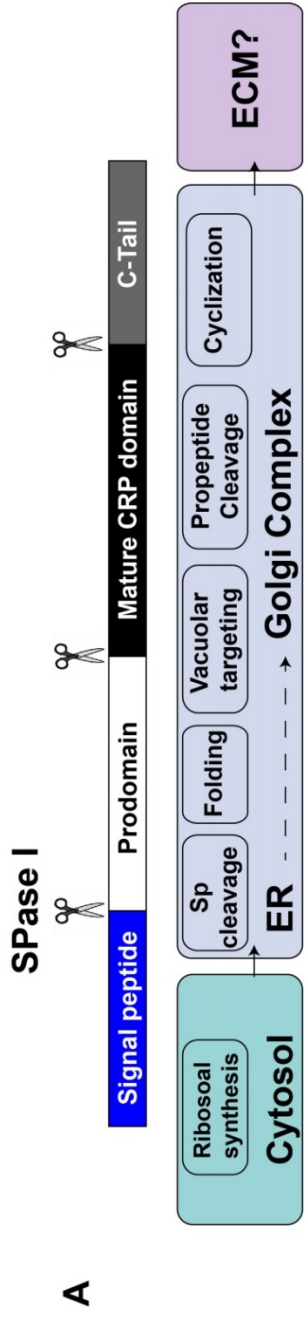 A
SPase I
Signal peptide
Prodomain
Mature CRP domain
C-Tail
Ribosoal
synthesis
Cytosol
Sp
cleavage
Folding
Vacuolar
targeting
Propeptide
Cleavage
Cyclization
ER
Golgi Complex
ECM?